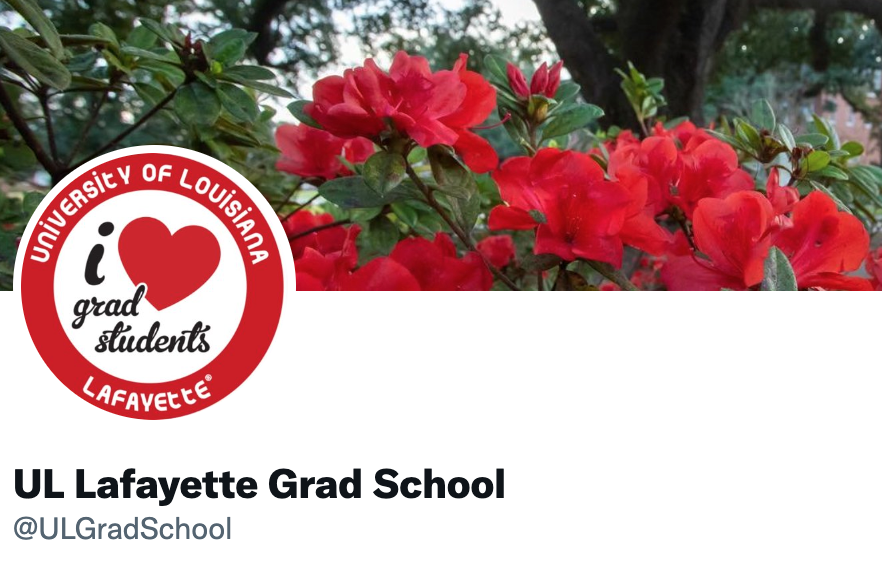 UNIVERSITY OF LOUISIANA
i
grad
students
LAFAYETTE®
UL Lafayette Grad School
@ULGradSchool